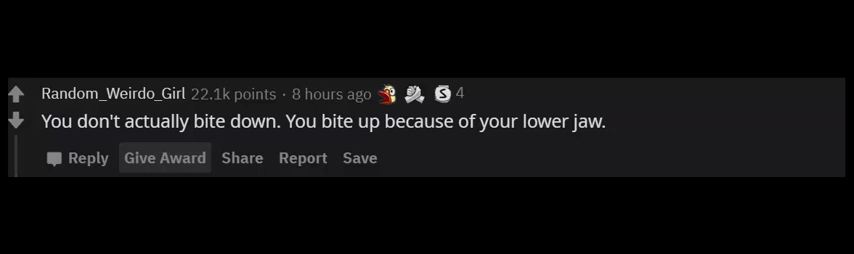 Random_Weirdo_Girl 22.1k points · 8 hours ago S 4
You don't actually bite down. You bite up because of your lower jaw.
Reply Give Award Share Report Save